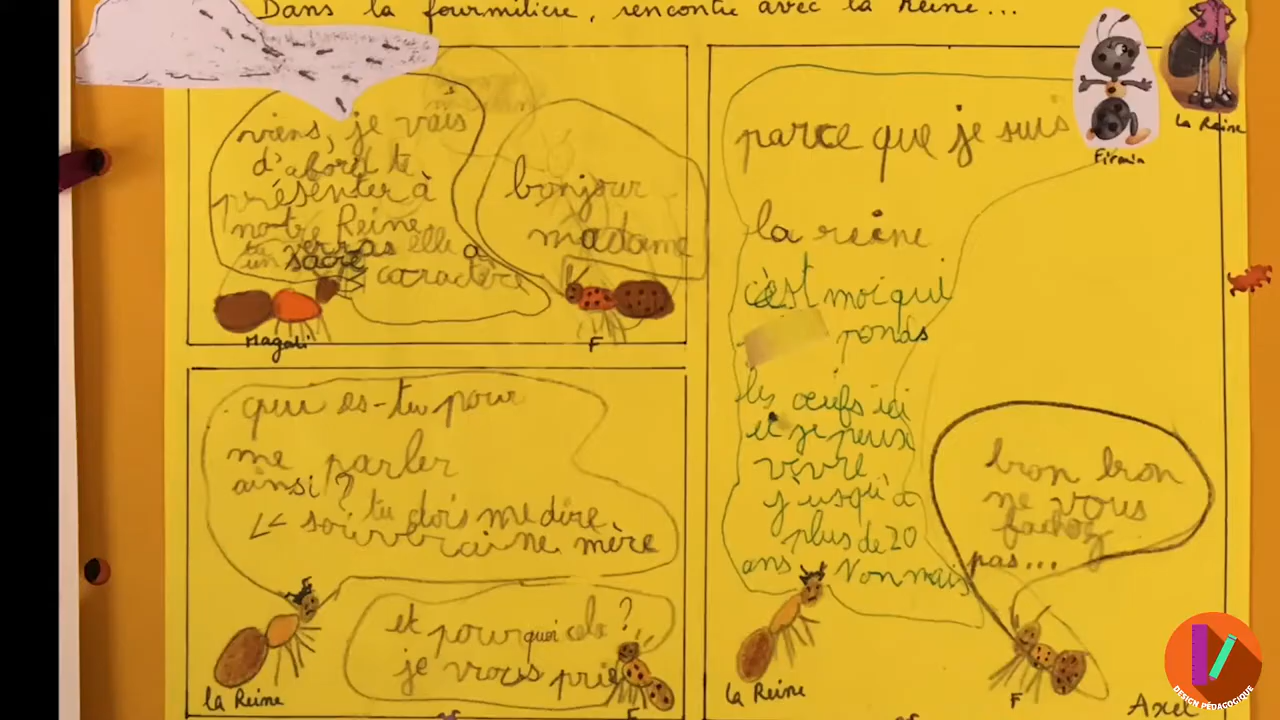 Dans la fourmilière, rencontre avec la Reine...
viens, je vais
d'abord te
présenter à
notre Reine,
tu verras elle a
un sacré caractère
Magali
bonjour
madame
F
qui es-tu pour
me parler
ainsi ?
tu dois me dire
<< souveraine mère
la Reine
et pourquoi cela ?
je vous prie
F
parce que je suis
la reine
c'est moi qui
ponds
les œufs ici
et je peux
vivre
jusqu'à
plus de 20
ans Non mais
la Reine
Firmin
La Reine
bon bon
ne vous
fachez
pas...
F
Axel
DESIGN PÉDAGOGIQUE